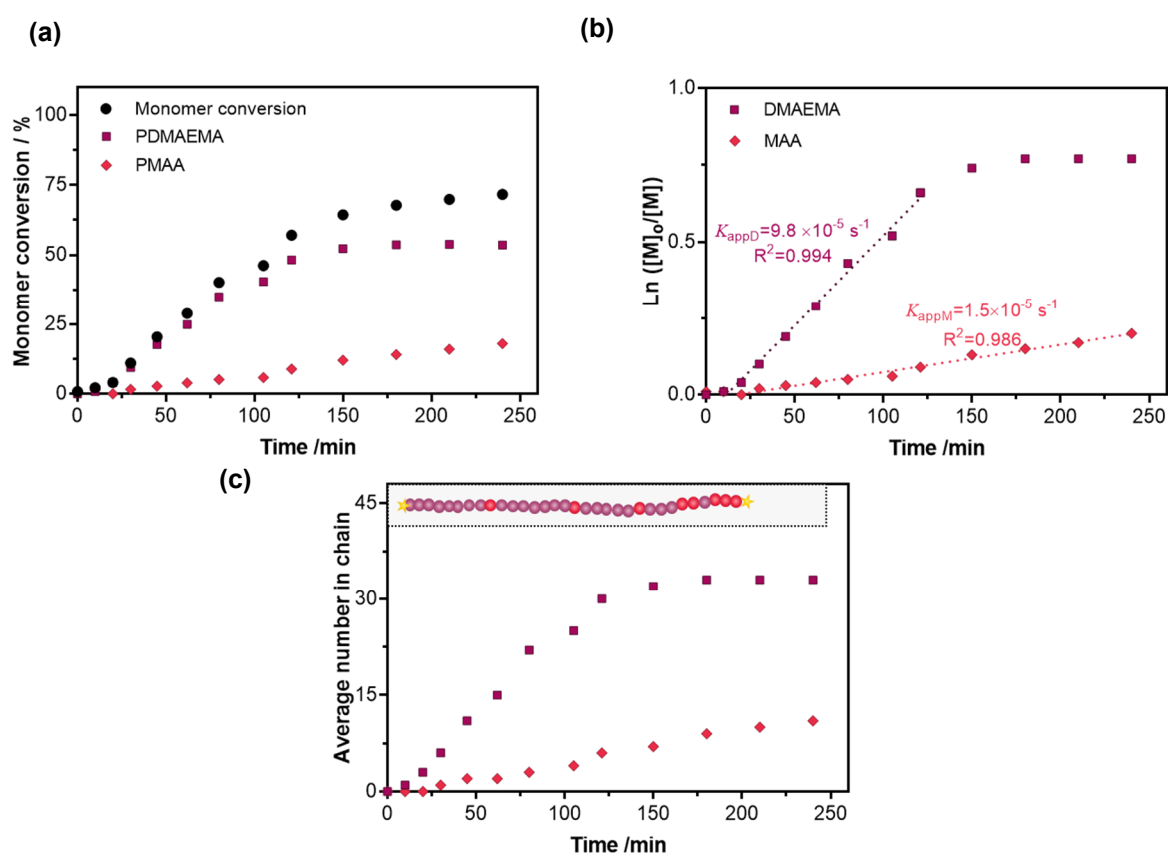 (a)
Monomer conversion / %
100
75
50
25
0
Monomer conversion
PDMAEMA
PMAA
0 50 100 150 200 250
Time /min
(b)
Ln ([M]₀/[M])
1.0
0.5
0.0
DMAEMA
MAA
K_appD=9.8 ×10⁻⁵ s⁻¹
R²=0.994
K_appM=1.5×10⁻⁵ s⁻¹
R²=0.986
0 50 100 150 200 250
Time /min
(c)
Average number in chain
45
30
15
0
0 50 100 150 200 250
Time /min